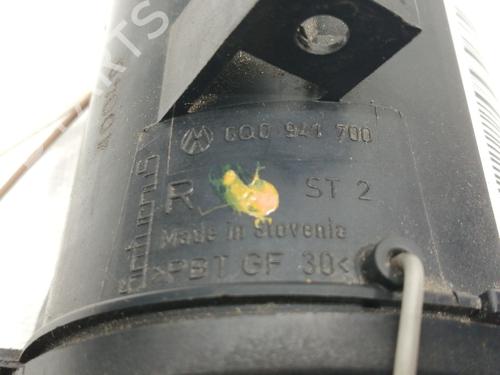 6Q0 941 700
R ST 2
Made in Slovenia
>PBT GF 30<